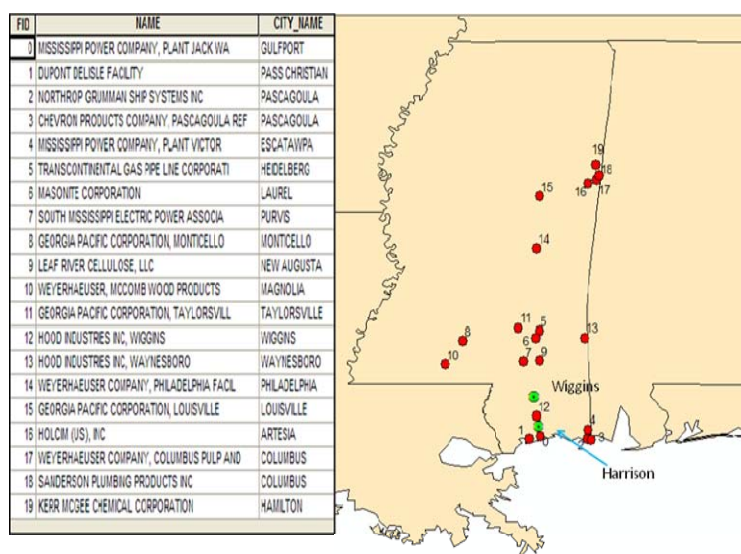 FID NAME CITY_NAME
0 MISSISSIPPI POWER COMPANY, PLANT JACK WA GULFPORT
1 DUPONT DELISLE FACILITY PASS CHRISTIAN
2 NORTHROP GRUMMAN SHIP SYSTEMS INC PASCAGOULA
3 CHEVRON PRODUCTS COMPANY, PASCAGOULA REF PASCAGOULA
4 MISSISSIPPI POWER COMPANY, PLANT VICTOR ESCATAWPA
5 TRANSCONTINENTAL GAS PIPE LINE CORPORATI HEIDELBERG
6 MASONITE CORPORATION LAUREL
7 SOUTH MISSISSIPPI ELECTRIC POWER ASSOCIA PURVIS
8 GEORGIA PACIFIC CORPORATION, MONTICELLO MONTICELLO
9 LEAF RIVER CELLULOSE, LLC NEW AUGUSTA
10 WEYERHAEUSER, MCCOMB WOOD PRODUCTS MAGNOLIA
11 GEORGIA PACIFIC CORPORATION, TAYLORSVILL TAYLORSVILLE
12 HOOD INDUSTRIES INC, WIGGINS WIGGINS
13 HOOD INDUSTRIES INC, WAYNESBORO WAYNESBORO
14 WEYERHAEUSER COMPANY, PHILADELPHIA FACIL PHILADELPHIA
15 GEORGIA PACIFIC CORPORATION, LOUSVILLE LOUISVILLE
16 HOLCIM (US), INC ARTESIA
17 WEYERHAEUSER COMPANY, COLUMBUS PULP AND COLUMBUS
18 SANDERSON PLUMBING PRODUCTS INC COLUMBUS
19 KERR MCGEE CHEMICAL CORPORATION HAMILTON
19
18
16 17
15
14
11 5
8 6 13
10 7 9
Wiggins
12
4
1 0 2 3
Harrison